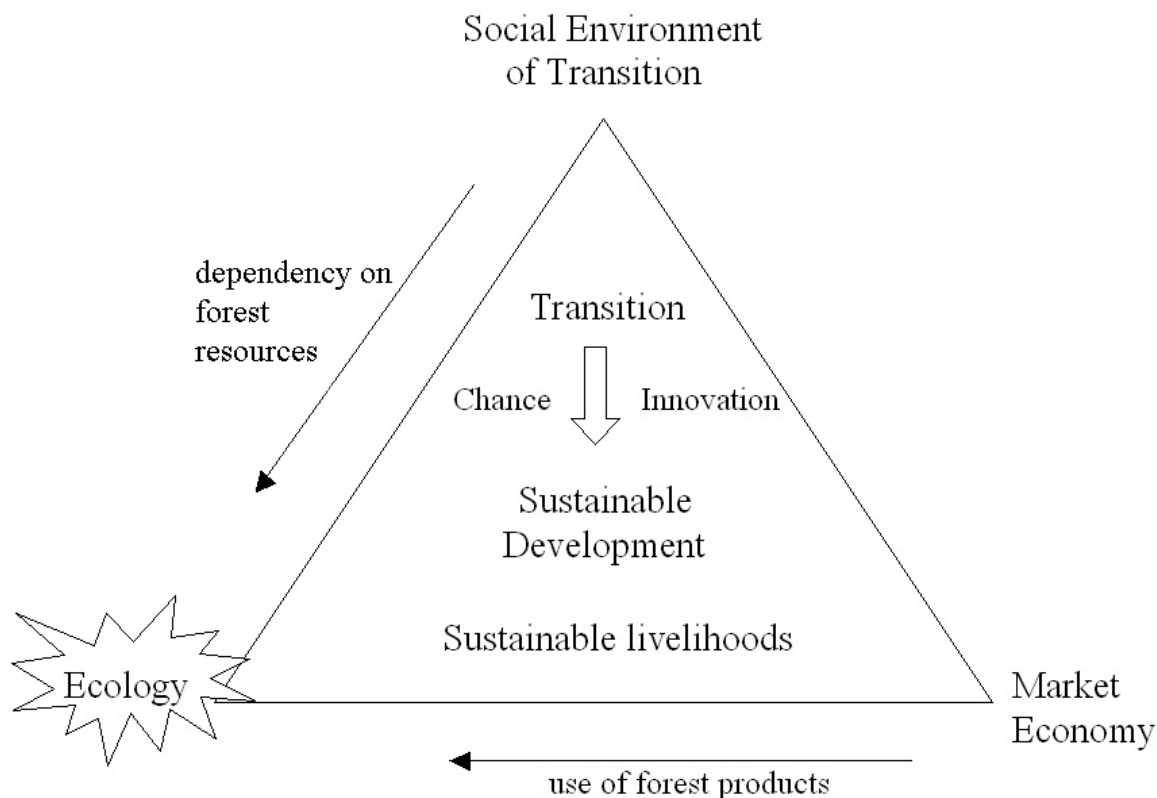 Social Environment
of Transition
dependency on
forest
resources
Transition
Chance
Innovation
Sustainable
Development
Sustainable livelihoods
Ecology
Market
Economy
use of forest products